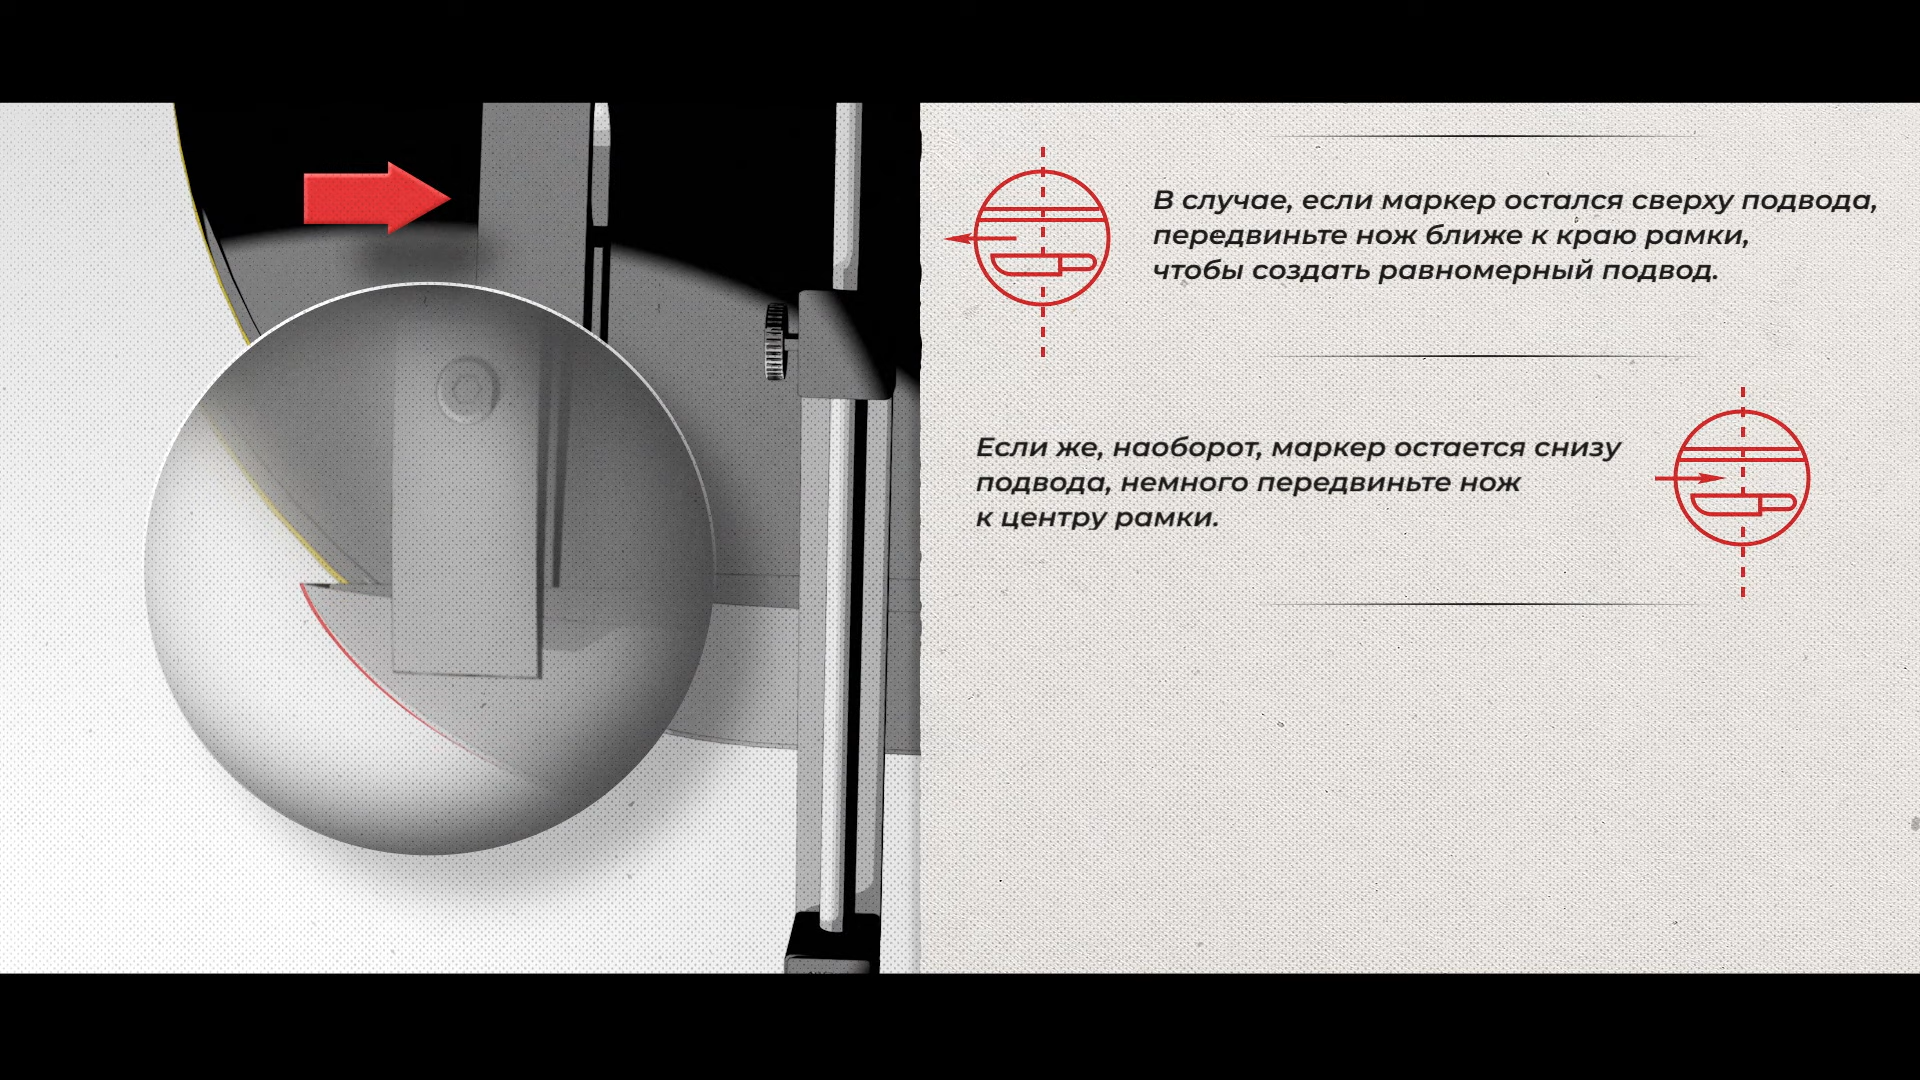 В случае, если маркер остался сверху подвода,
передвиньте нож ближе к краю рамки,
чтобы создать равномерный подвод.
Если же, наоборот, маркер остается снизу
подвода, немного передвиньте нож
к центру рамки.